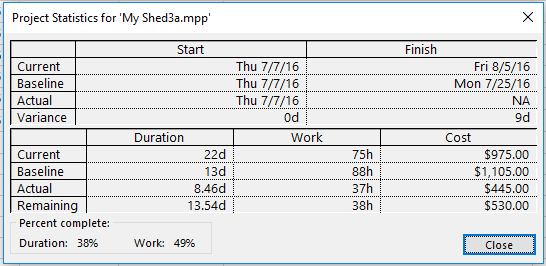 Project Statistics for 'My Shed3a.mpp'
Start Finish
Current Thu 7/7/16 Fri 8/5/16
Baseline Thu 7/7/16 Mon 7/25/16
Actual Thu 7/7/16 NA
Variance 0d 9d
Duration Work Cost
Current 22d 75h $975.00
Baseline 13d 88h $1,105.00
Actual 8.46d 37h $445.00
Remaining 13.54d 38h $530.00
Percent complete:
Duration: 38% Work: 49%
Close